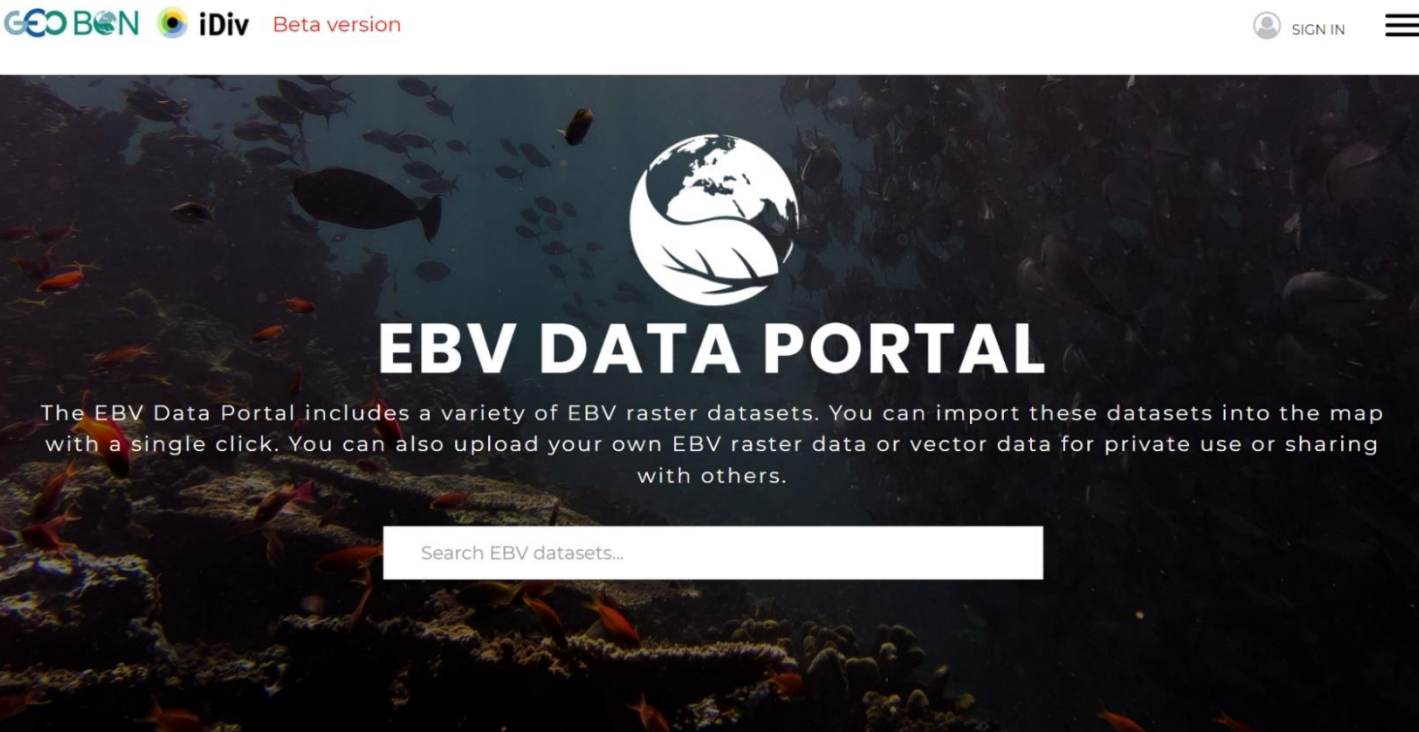 GEO BON iDiv Beta version
SIGN IN
EBV DATA PORTAL
The EBV Data Portal includes a variety of EBV raster datasets. You can import these datasets into the map
with a single click. You can also upload your own EBV raster data or vector data for private use or sharing
with others.
Search EBV datasets...